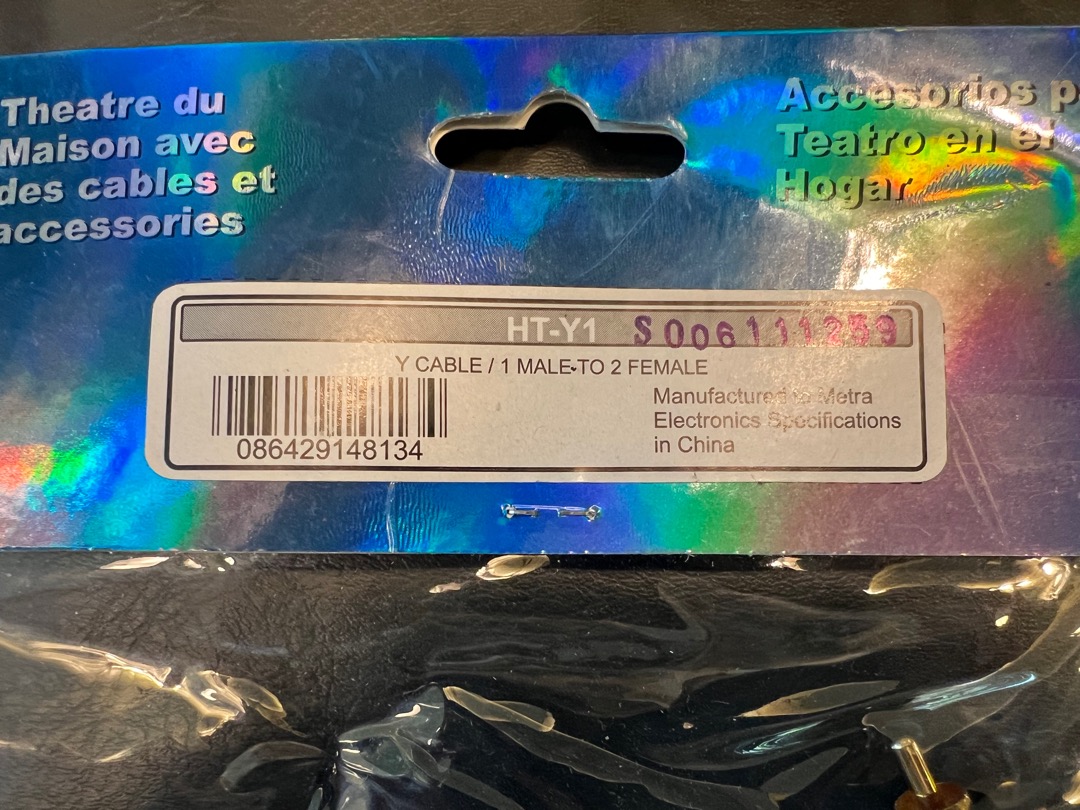 Theatre du
Maison avec
des cables et
accessories
Accesorios p
Teatro en el
Hogar
HT-Y1 S006111259
Y CABLE / 1 MALE TO 2 FEMALE
086429148134
Manufactured to Metra
Electronics Specifications
in China